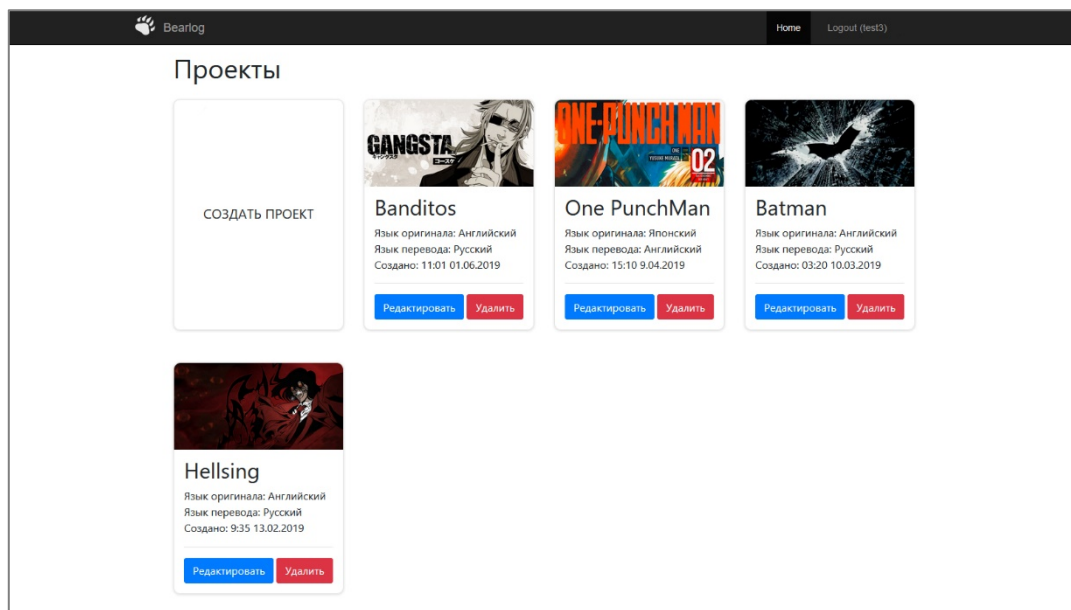 Bearlog
Home
Logout (test3)
Проекты
СОЗДАТЬ ПРОЕКТ
GANGSTA.
Banditos
Язык оригинала: Английский
Язык перевода: Русский
Создано: 11:01 01.06.2019
Редактировать
Удалить
ONE-PUNCH MAN
ONE
YUSUKE MURATA
02
One PunchMan
Язык оригинала: Японский
Язык перевода: Английский
Создано: 15:10 9.04.2019
Редактировать
Удалить
Batman
Язык оригинала: Английский
Язык перевода: Русский
Создано: 03:20 10.03.2019
Редактировать
Удалить
Hellsing
Язык оригинала: Английский
Язык перевода: Русский
Создано: 9:35 13.02.2019
Редактировать
Удалить